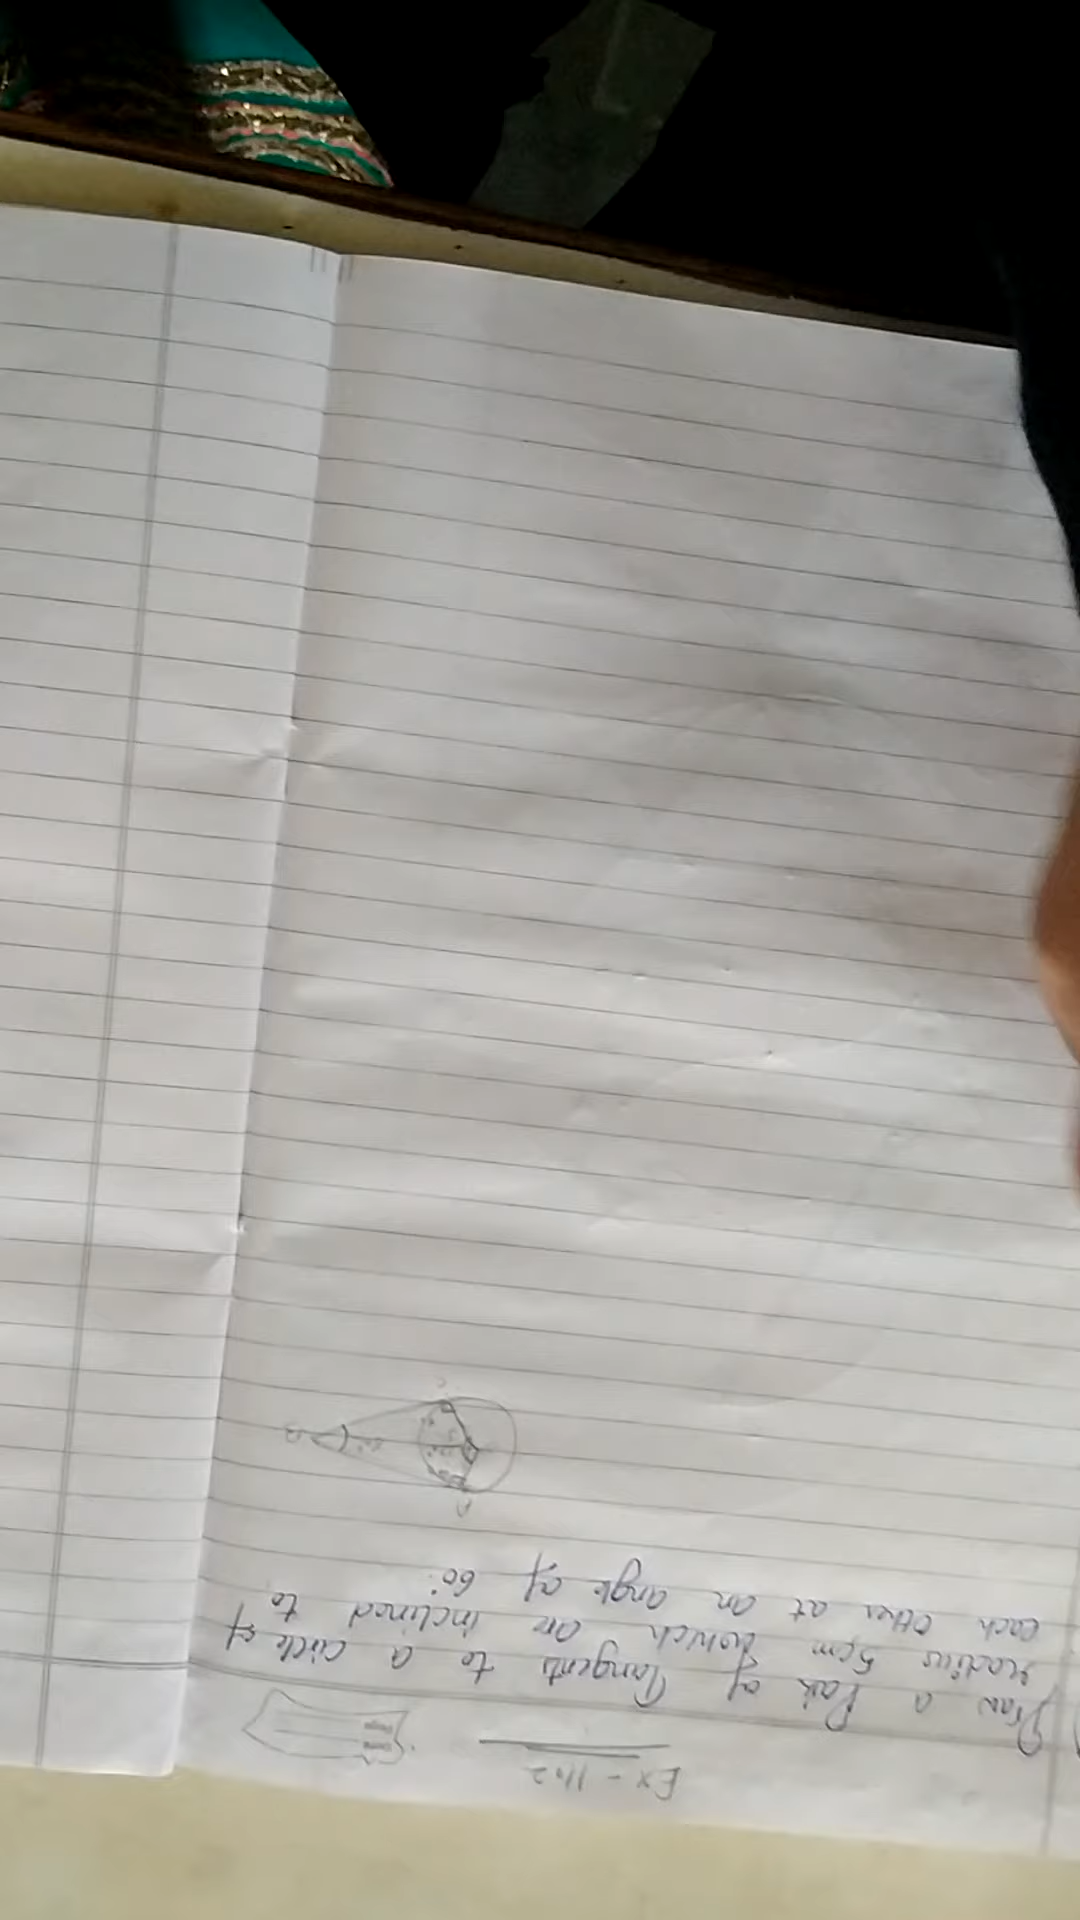 Ex - 11.2
Draw a Pair of Tangents to a circle of
radius 5cm which are inclined to
each other at an angle of 60°.